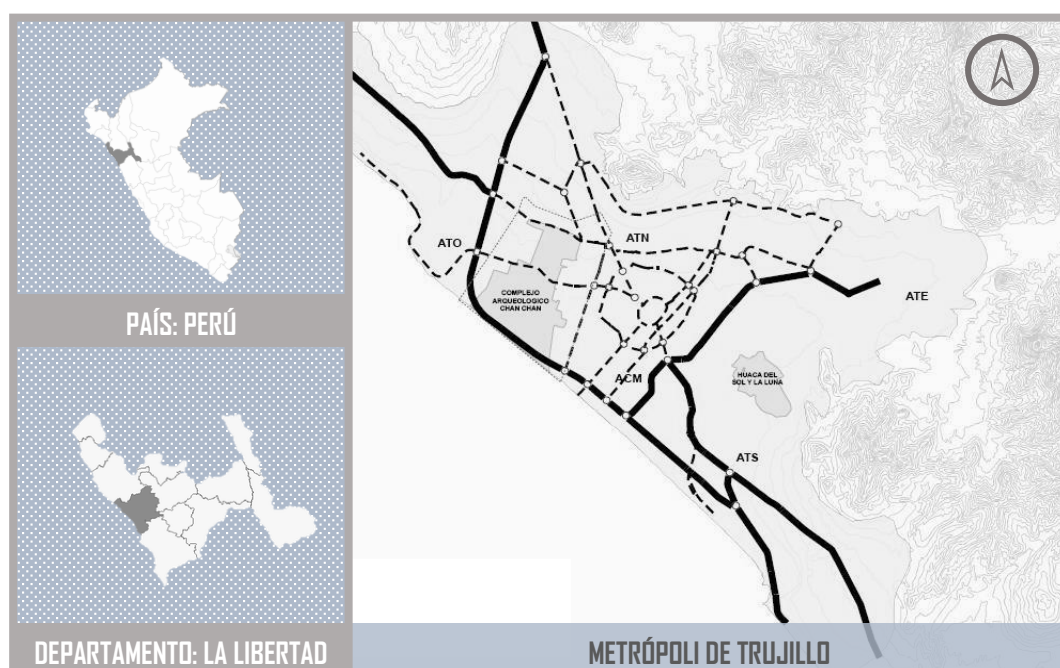 PAÍS: PERÚ
DEPARTAMENTO: LA LIBERTAD
ATO
ATN
COMPLEJO
ARQUEOLOGICO
CHAN CHAN
ATE
ACM
HUACA DEL
SOL Y LA LUNA
ATS
METRÓPOLI DE TRUJILLO